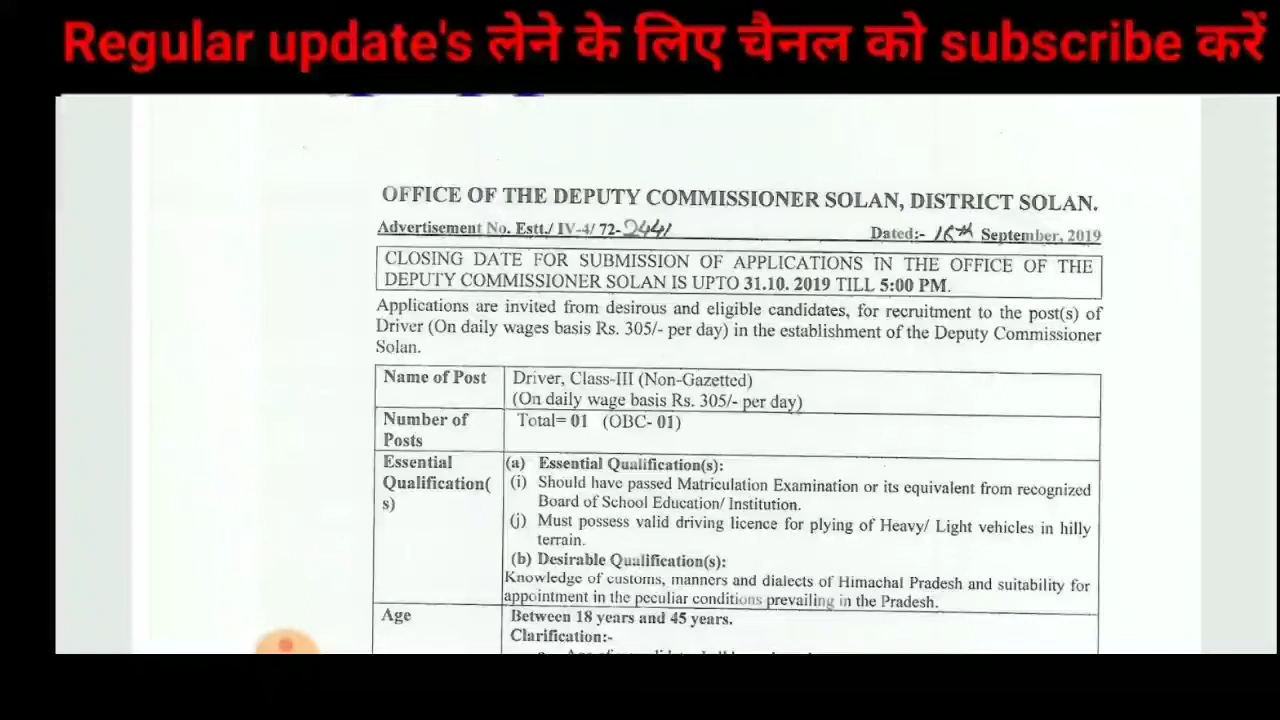 Regular update's लेने के लिए चैनल को subscribe करें
OFFICE OF THE DEPUTY COMMISSIONER SOLAN, DISTRICT SOLAN.
Advertisement No. Estt./ IV-4/ 72-2441 Dated:- September, 2019
CLOSING DATE FOR SUBMISSION OF APPLICATIONS IN THE OFFICE OF THE
DEPUTY COMMISSIONER SOLAN IS UPTO 31.10. 2019 TILL 5:00 PM.
Applications are invited from desirous and eligible candidates, for recruitment to the post(s) of
Driver (On daily wages basis Rs. 305/- per day) in the establishment of the Deputy Commissioner
Solan.
Name of Post Driver, Class-III (Non-Gazetted)
(On daily wage basis Rs. 305/- per day)
Number of Total= 01 (OBC- 01)
Posts
Essential (a) Essential Qualification(s):
Qualification( (i) Should have passed Matriculation Examination or its equivalent from recognized
s) Board of School Education/ Institution.
(j) Must possess valid driving licence for plying of Heavy/ Light vehicles in hilly
terrain.
(b) Desirable Qualification(s):
Knowledge of customs, manners and dialects of Himachal Pradesh and suitability for
appointment in the peculiar conditions prevailing in the Pradesh.
Age Between 18 years and 45 years.
Clarification:-